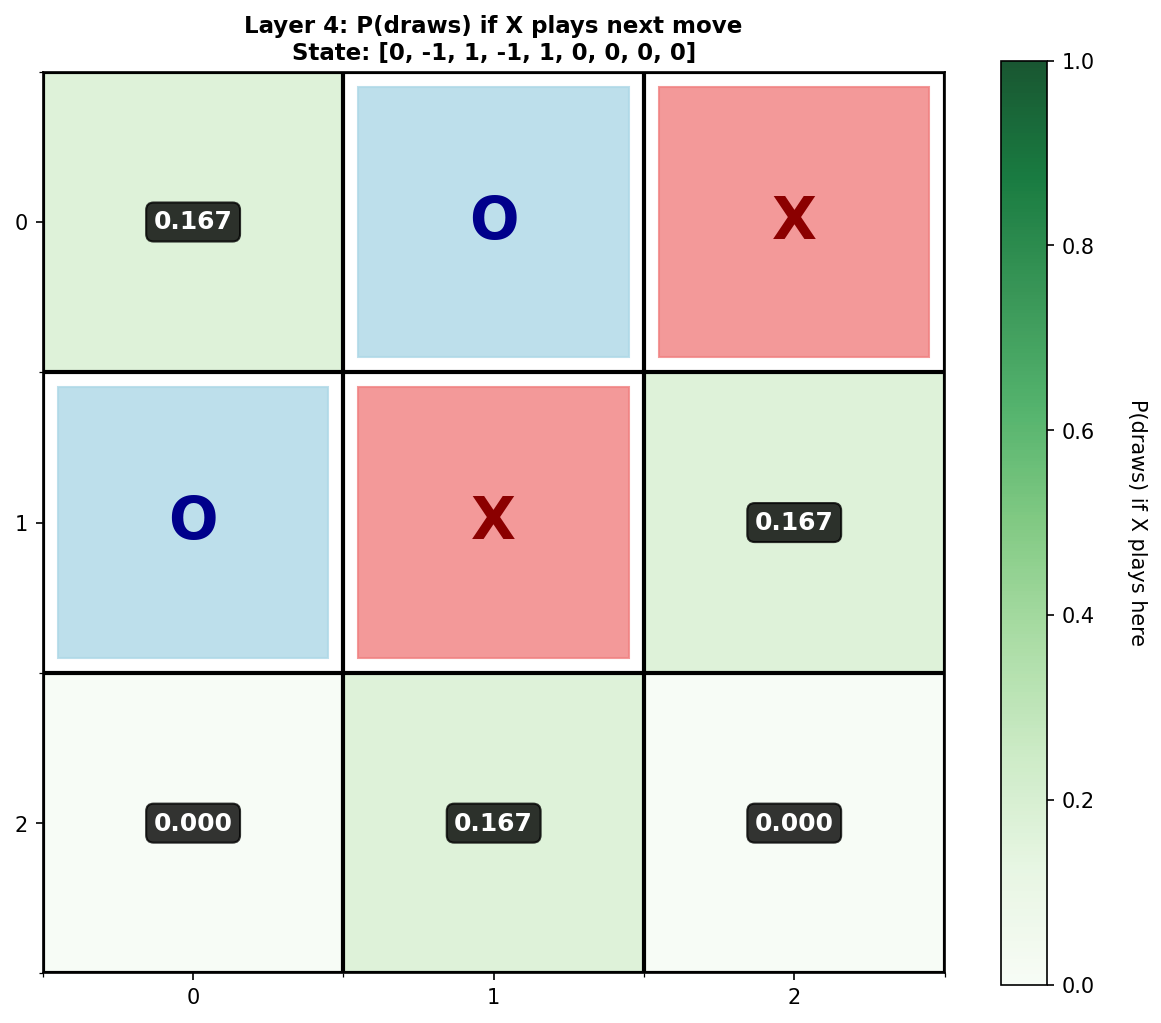 Layer 4: P(draws) if X plays next move
State: [0, -1, 1, -1, 1, 0, 0, 0, 0]
0
0.167
O
X
1
O
X
0.167
2
0.000
0.167
0.000
0
1
2
1.0
0.8
0.6
0.4
0.2
0.0
P(draws) if X plays here